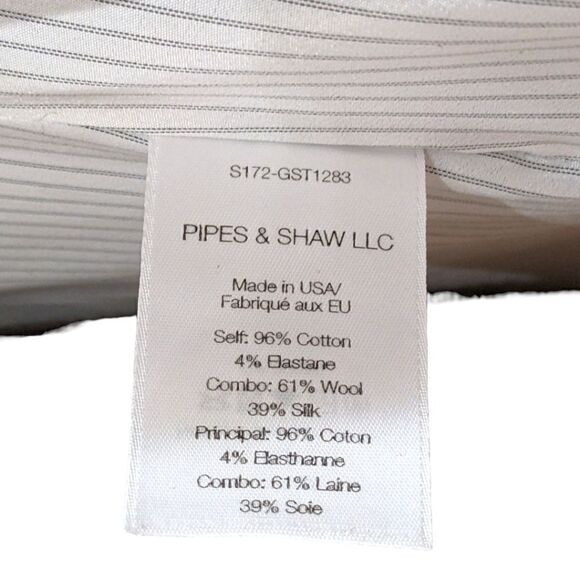 S172-GST1283
PIPES & SHAW LLC
Made in USA/
Fabriqué aux EU
Self: 96% Cotton
4% Elastane
Combo: 61% Wool
39% Silk
Principal: 96% Coton
4% Elasthanne
Combo: 61% Laine
39% Soie